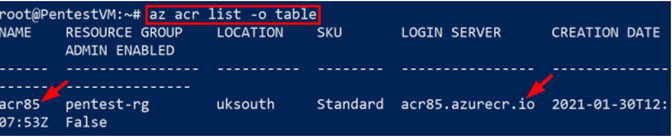 root@PentestVM:~# az acr list -o table
NAME RESOURCE GROUP LOCATION SKU LOGIN SERVER CREATION DATE
ADMIN ENABLED
------ ---------------- ---------- -------- --------------- --------------
------ ---------------
acr85 pentest-rg uksouth Standard acr85.azurecr.io 2021-01-30T12:
07:53Z False